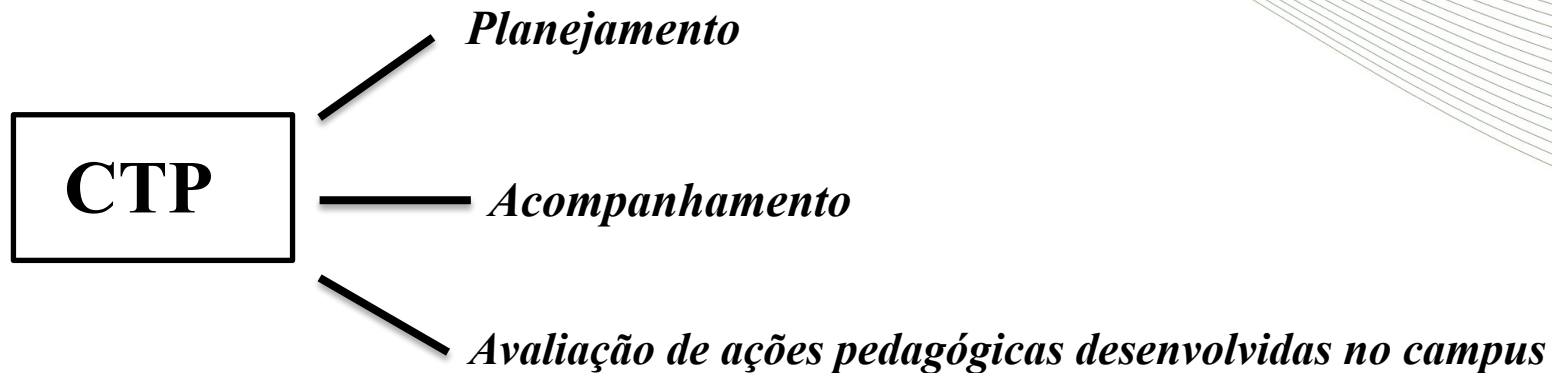 Planejamento
CTP
Acompanhamento
Avaliação de ações pedagógicas desenvolvidas no campus